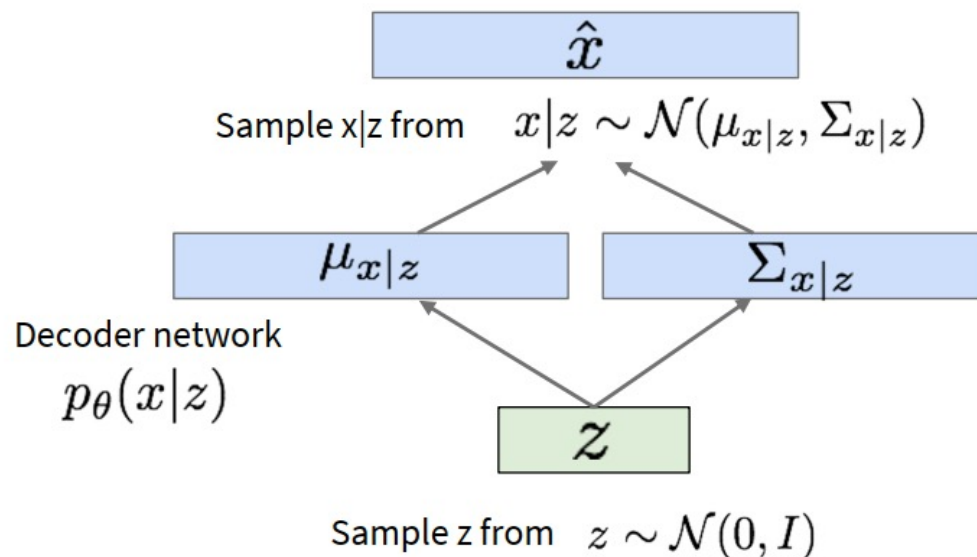 x̂
Sample x|z from x|z ∼ 𝒩(μ_{x|z}, Σ_{x|z})
μ_{x|z} Σ_{x|z}
Decoder network
p_θ(x|z)
z
Sample z from z ∼ 𝒩(0, I)